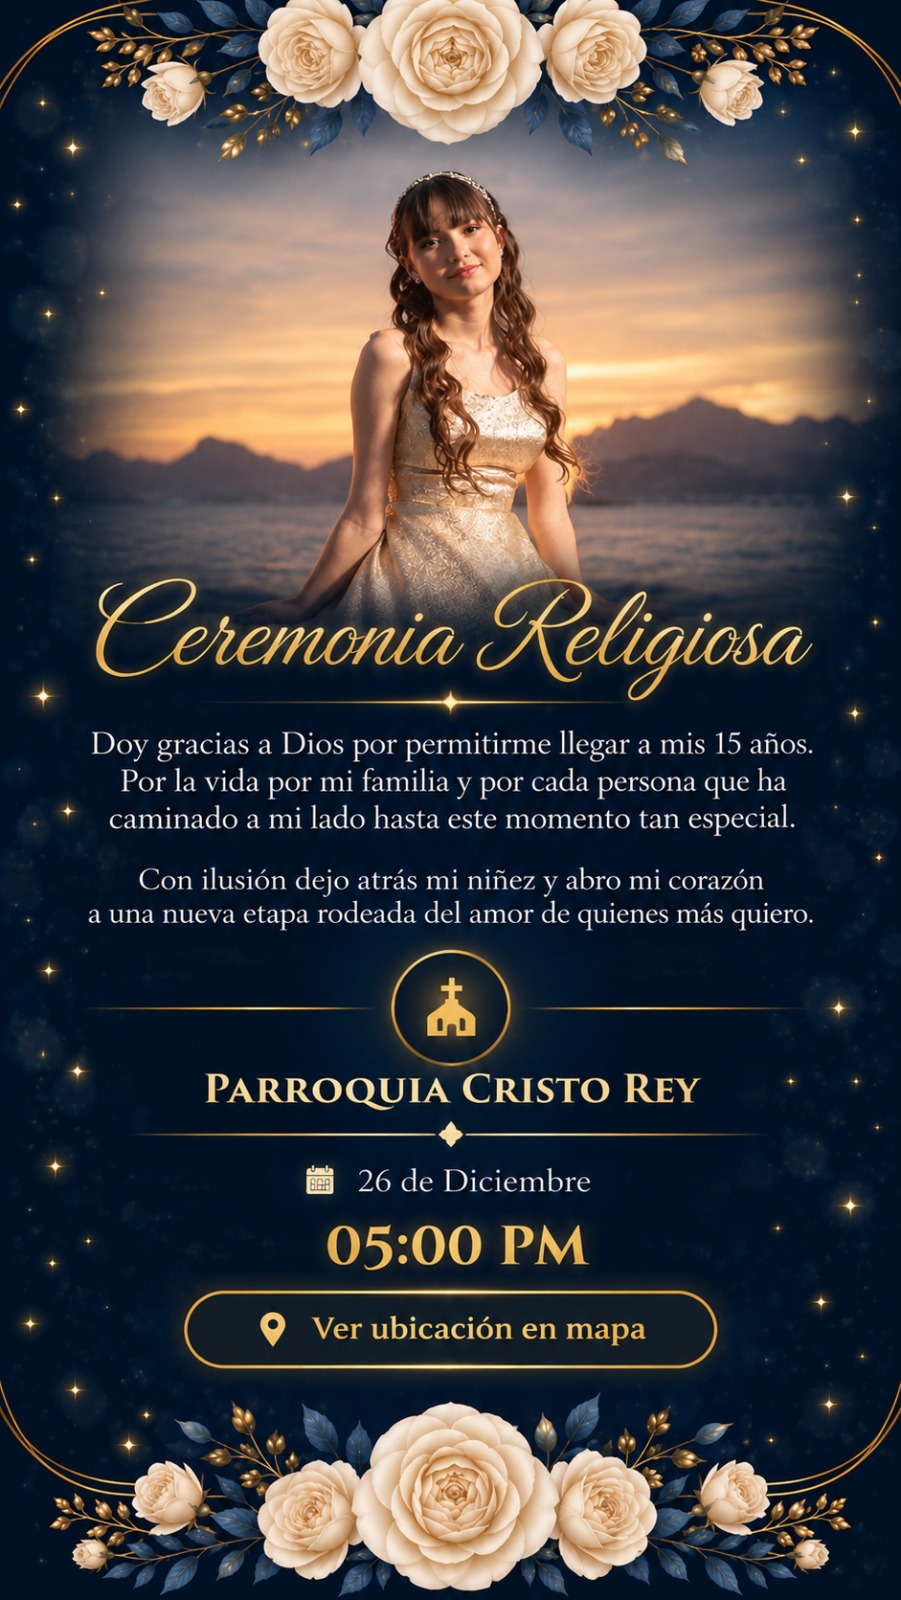 Ceremonia Religiosa
Doy gracias a Dios por permitirme llegar a mis 15 años.
Por la vida por mi familia y por cada persona que ha
caminado a mi lado hasta este momento tan especial.
Con ilusión dejo atrás mi niñez y abro mi corazón
a una nueva etapa rodeada del amor de quienes más quiero.
Parroquia Cristo Rey
26 de Diciembre
05:00 PM
Ver ubicación en mapa